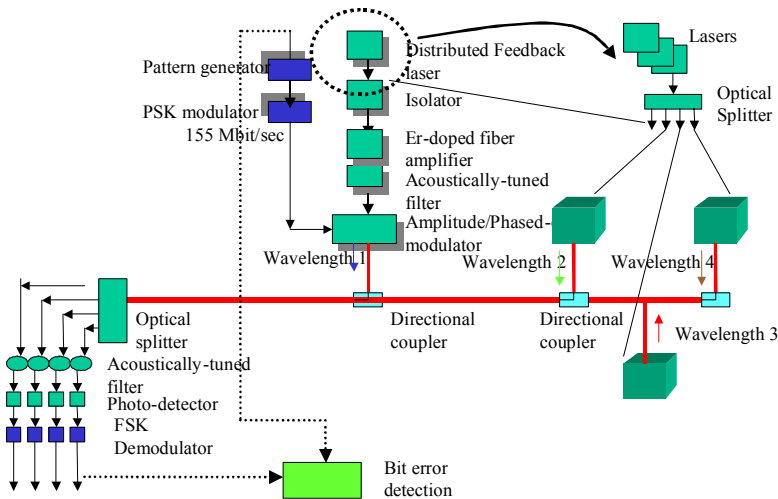 Distributed Feedback
laser
Lasers
Pattern generator
Isolator
Optical
Splitter
PSK modulator
155 Mbit/sec
Er-doped fiber
amplifier
Acoustically-tuned
filter
Amplitude/Phased-
modulator
Wavelength 1
Wavelength 2
Wavelength 4
Optical
splitter
Directional
coupler
Directional
coupler
Wavelength 3
Acoustically-tuned
filter
Photo-detector
FSK
Demodulator
Bit error
detection